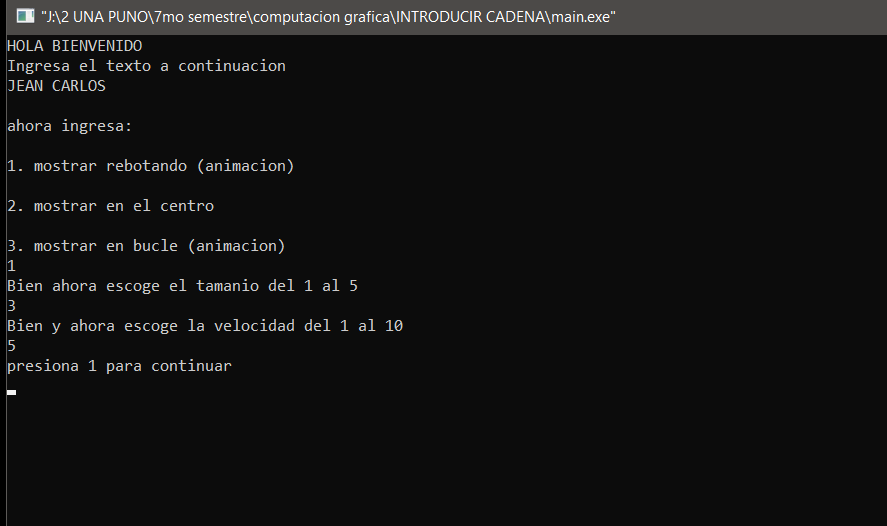 "J:\2 UNA PUNO\7mo semestre\computacion grafica\INTRODUCIR CADENA\main.exe"
HOLA BIENVENIDO
Ingresa el texto a continuacion
JEAN CARLOS
ahora ingresa:
1. mostrar rebotando (animacion)
2. mostrar en el centro
3. mostrar en bucle (animacion)
1
Bien ahora escoge el tamanio del 1 al 5
3
Bien y ahora escoge la velocidad del 1 al 10
5
presiona 1 para continuar